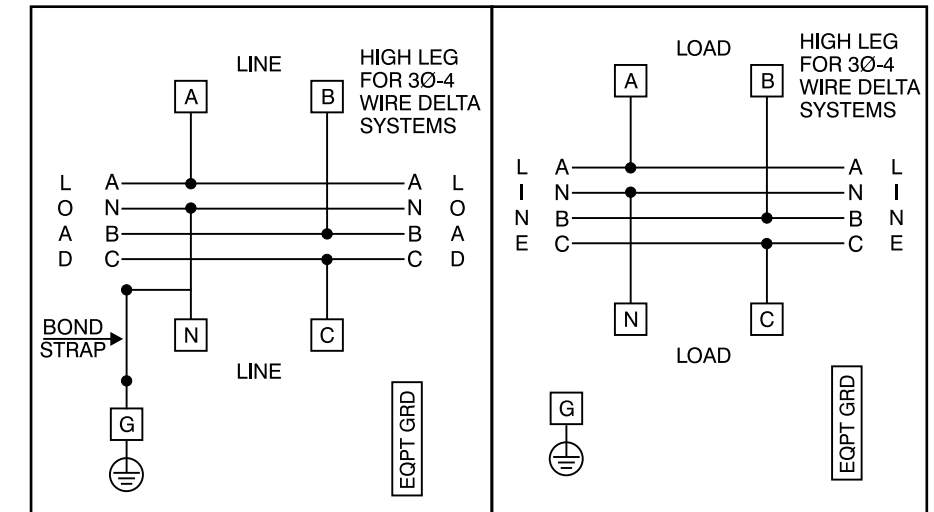 LINE
HIGH LEG
FOR 3Ø-4
WIRE DELTA
SYSTEMS
A
B
L A A L
O N N O
A B B A
D C C D
BOND
STRAP
N
C
LINE
G
EQPT GRD
LOAD
HIGH LEG
FOR 3Ø-4
WIRE DELTA
SYSTEMS
A
B
L A A L
I N N I
N B B N
E C C E
N
C
LOAD
G
EQPT GRD